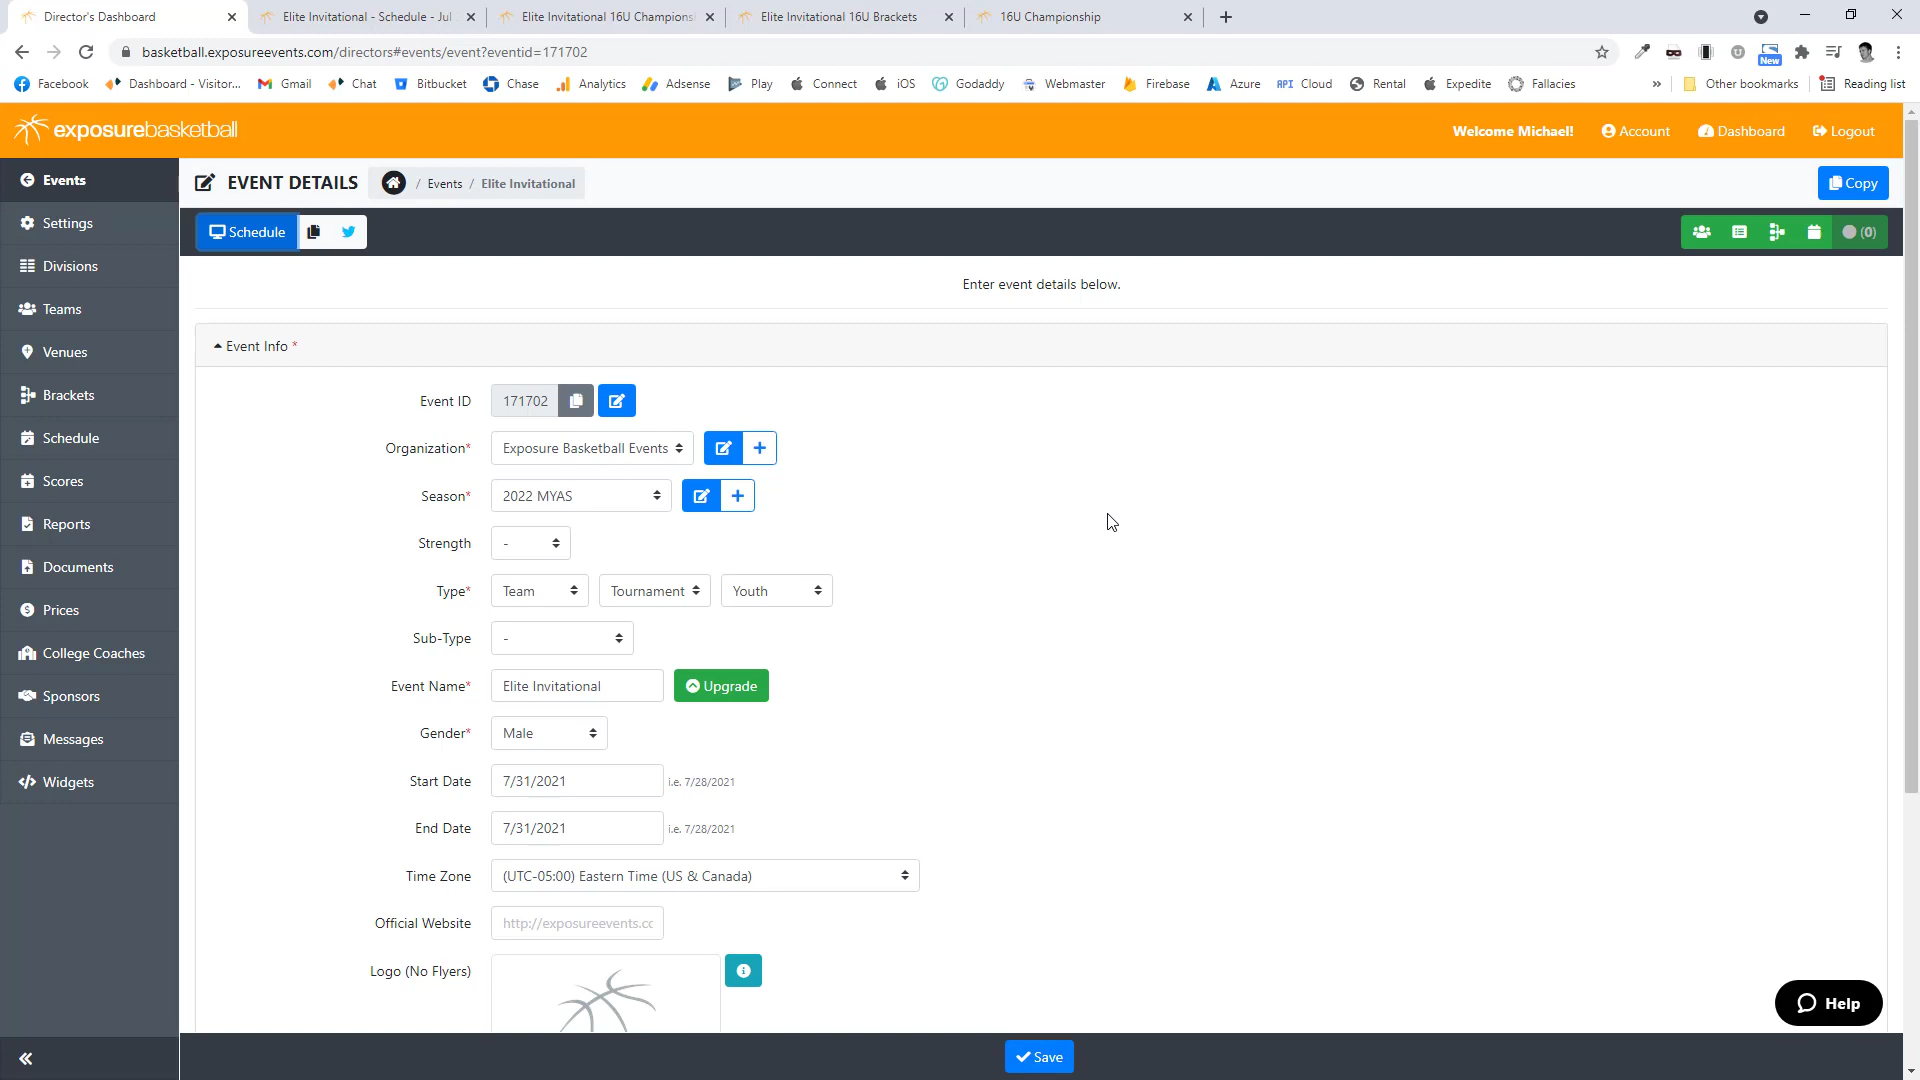 Director's Dashboard
Elite Invitational - Schedule - Jul
Elite Invitational 16U Champions
Elite Invitational 16U Brackets
16U Championship
basketball.exposureevents.com/directors#events/event?eventid=171702
New
Facebook
Dashboard - Visitor...
Gmail
Chat
Bitbucket
Chase
Analytics
Adsense
Play
Connect
iOS
Godaddy
Webmaster
Firebase
Azure
API Cloud
Rental
Expedite
Fallacies
»
Other bookmarks
Reading list
exposurebasketball
Welcome Michael!
Account
Dashboard
Logout
Events
Settings
Divisions
Teams
Venues
Brackets
Schedule
Scores
Reports
Documents
Prices
College Coaches
Sponsors
Messages
Widgets
EVENT DETAILS
/ Events / Elite Invitational
Copy
Schedule
(0)
Enter event details below.
Event Info *
Event ID 171702
Organization* Exposure Basketball Events
Season* 2022 MYAS
Strength -
Type* Team Tournament Youth
Sub-Type -
Event Name* Elite Invitational Upgrade
Gender* Male
Start Date 7/31/2021 i.e. 7/28/2021
End Date 7/31/2021 i.e. 7/28/2021
Time Zone (UTC-05:00) Eastern Time (US & Canada)
Official Website http://exposureevents.cc
Logo (No Flyers)
Help
Save